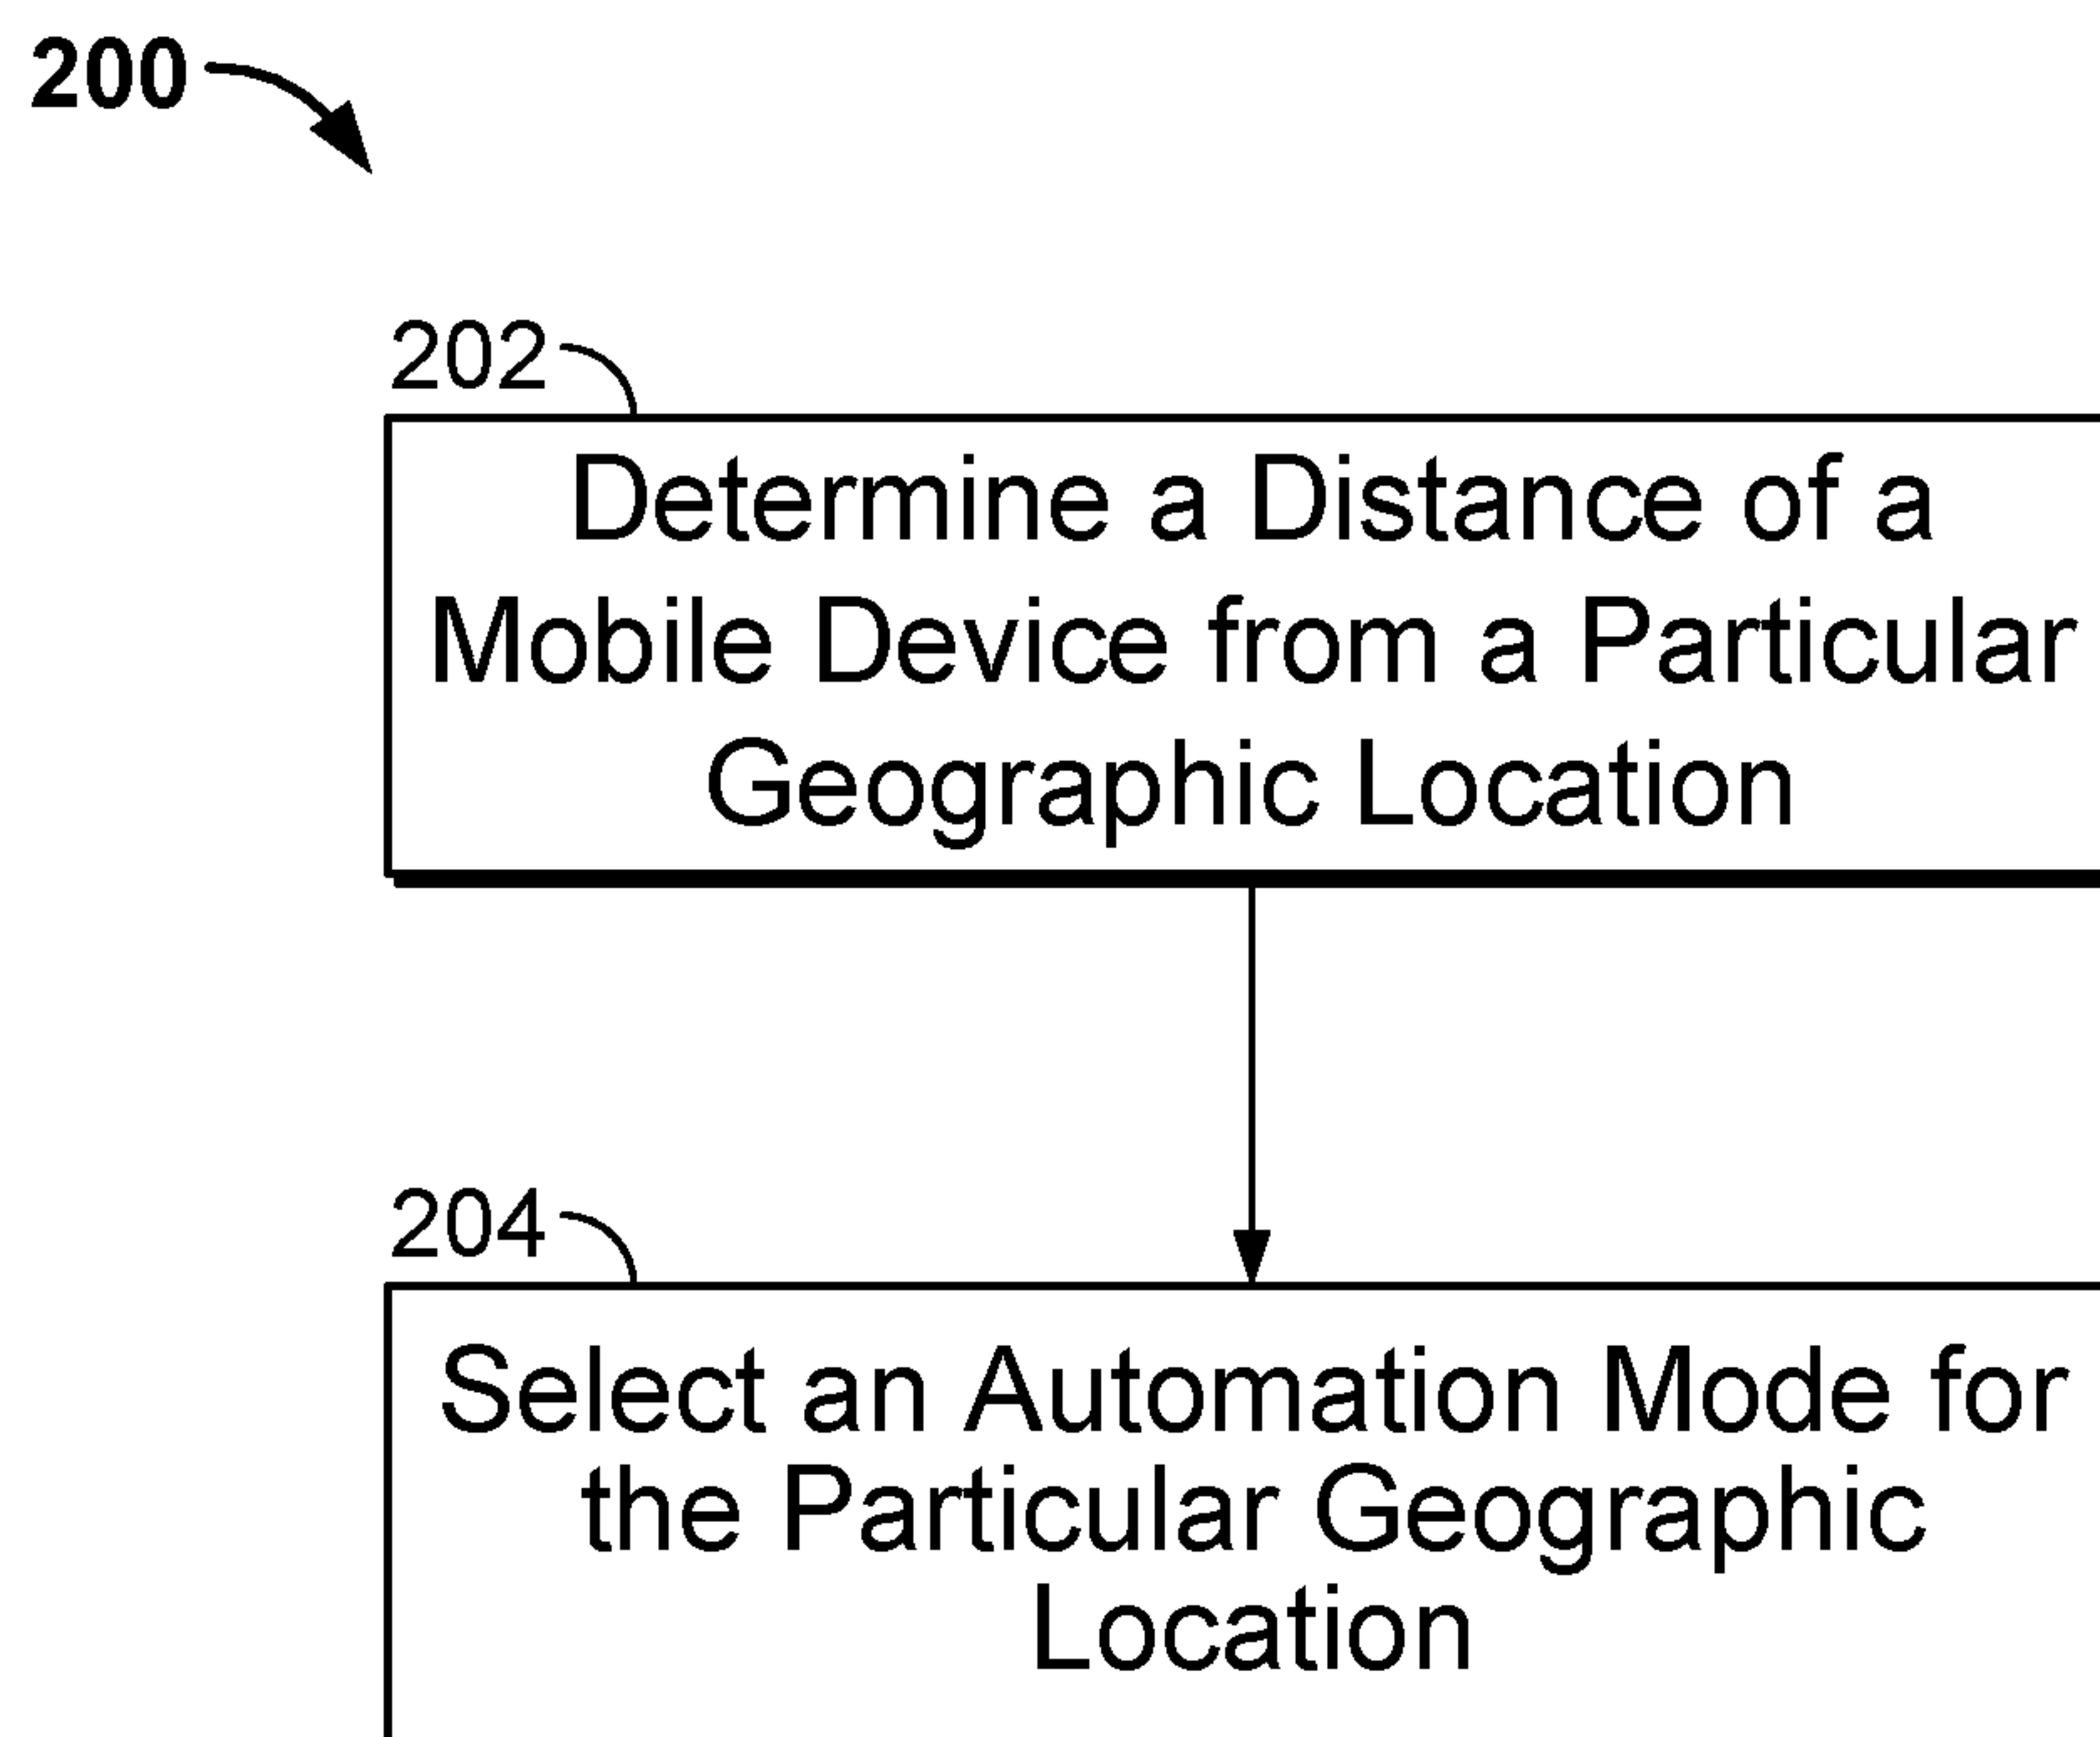 200
202
Determine a Distance of a
Mobile Device from a Particular
Geographic Location
204
Select an Automation Mode for
the Particular Geographic
Location